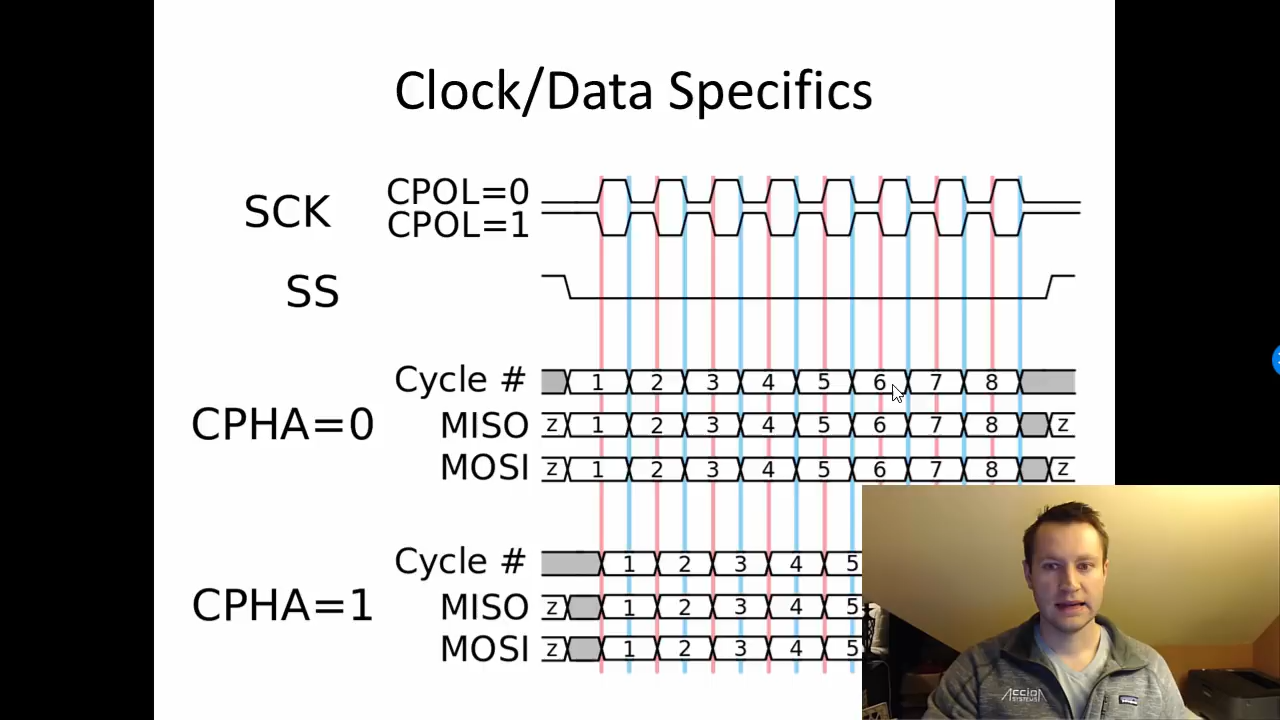 Clock/Data Specifics
SCK
CPOL=0
CPOL=1
SS
Cycle # 1 2 3 4 5 6 7 8
CPHA=0
MISO z 1 2 3 4 5 6 7 8 z
MOSI z 1 2 3 4 5 6 7 8 z
Cycle # 1 2 3 4 5
CPHA=1
MISO z 1 2 3 4 5
MOSI z 1 2 3 4 5
Accion
SYSTEMS